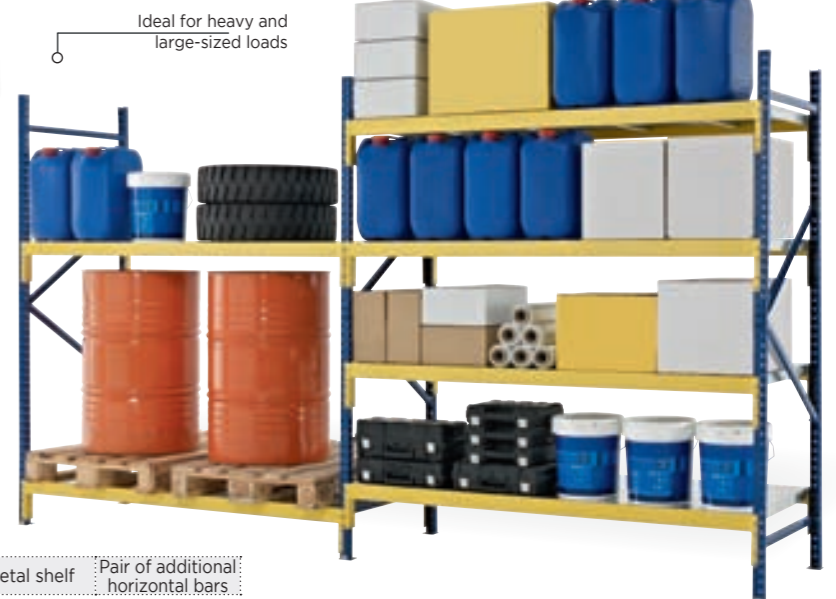 Ideal for heavy and
large-sized loads
etal shelf
Pair of additional
horizontal bars